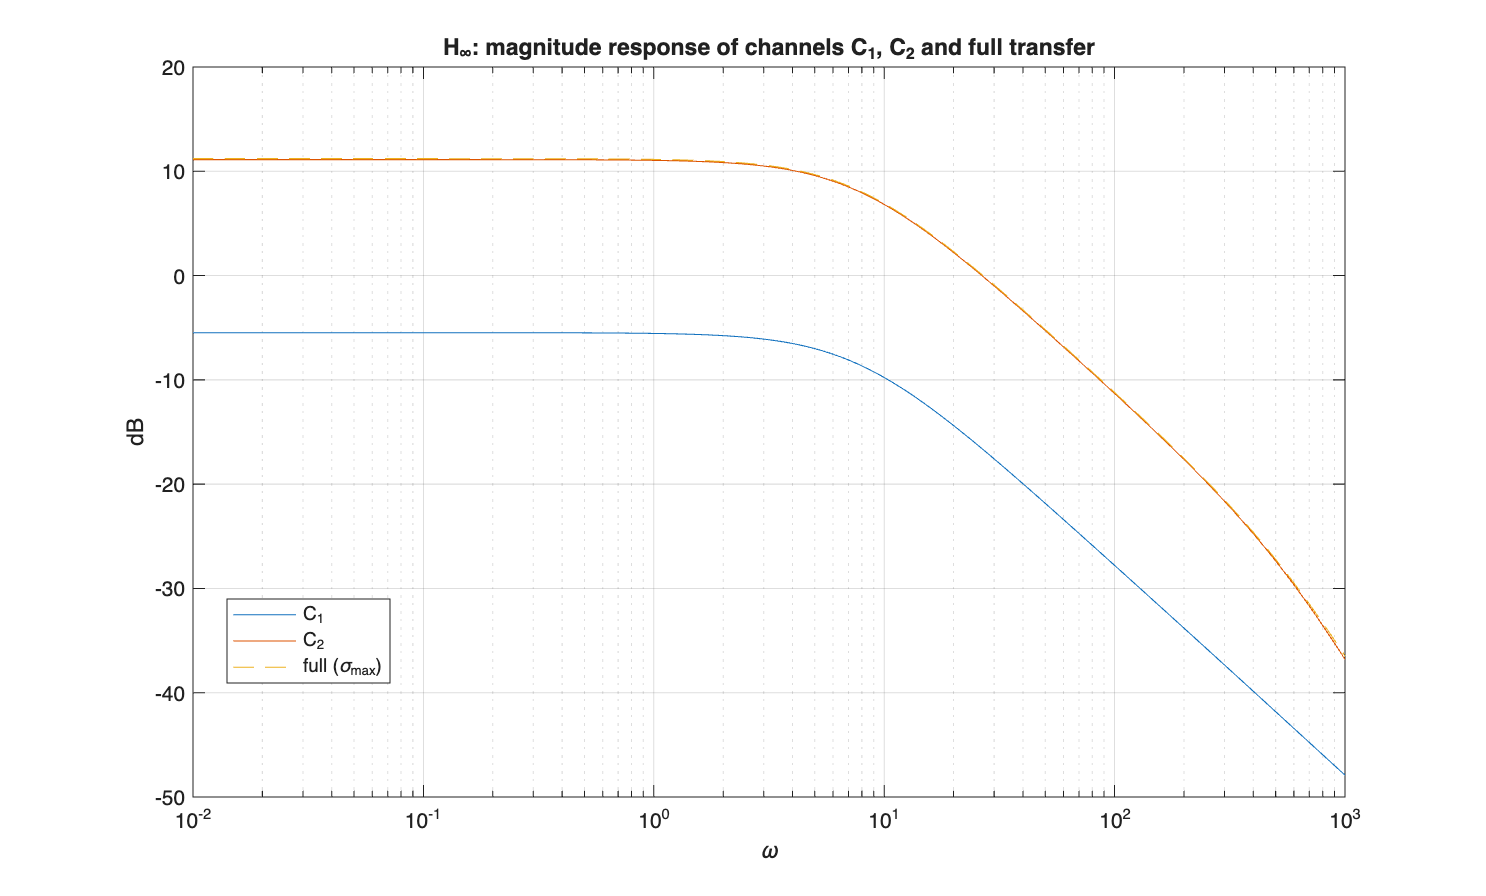 H∞: magnitude response of channels C₁, C₂ and full transfer
20
10
0
-10
-20
-30
-40
-50
dB
C₁
C₂
full (σₘₐₓ)
10⁻² 10⁻¹ 10⁰ 10¹ 10² 10³
ω